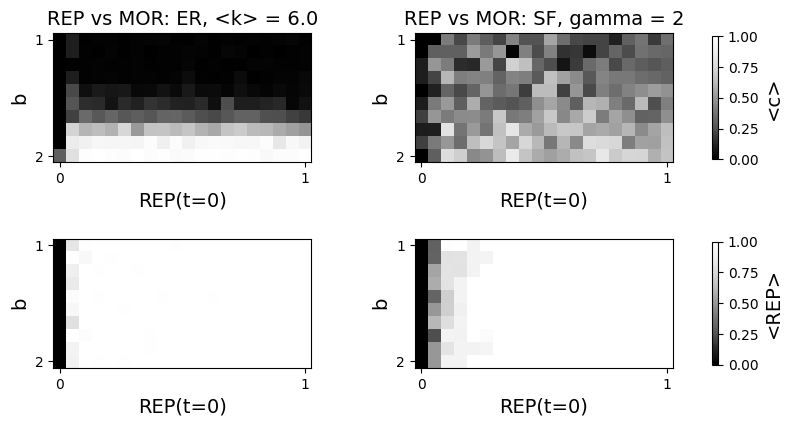 REP vs MOR: ER, <k> = 6.0
REP vs MOR: SF, gamma = 2
1
b
2
0
1
REP(t=0)
1
b
2
0
1
REP(t=0)
1.00
0.75
0.50
0.25
0.00
<c>
1
b
2
0
1
REP(t=0)
1
b
2
0
1
REP(t=0)
1.00
0.75
0.50
0.25
0.00
<REP>